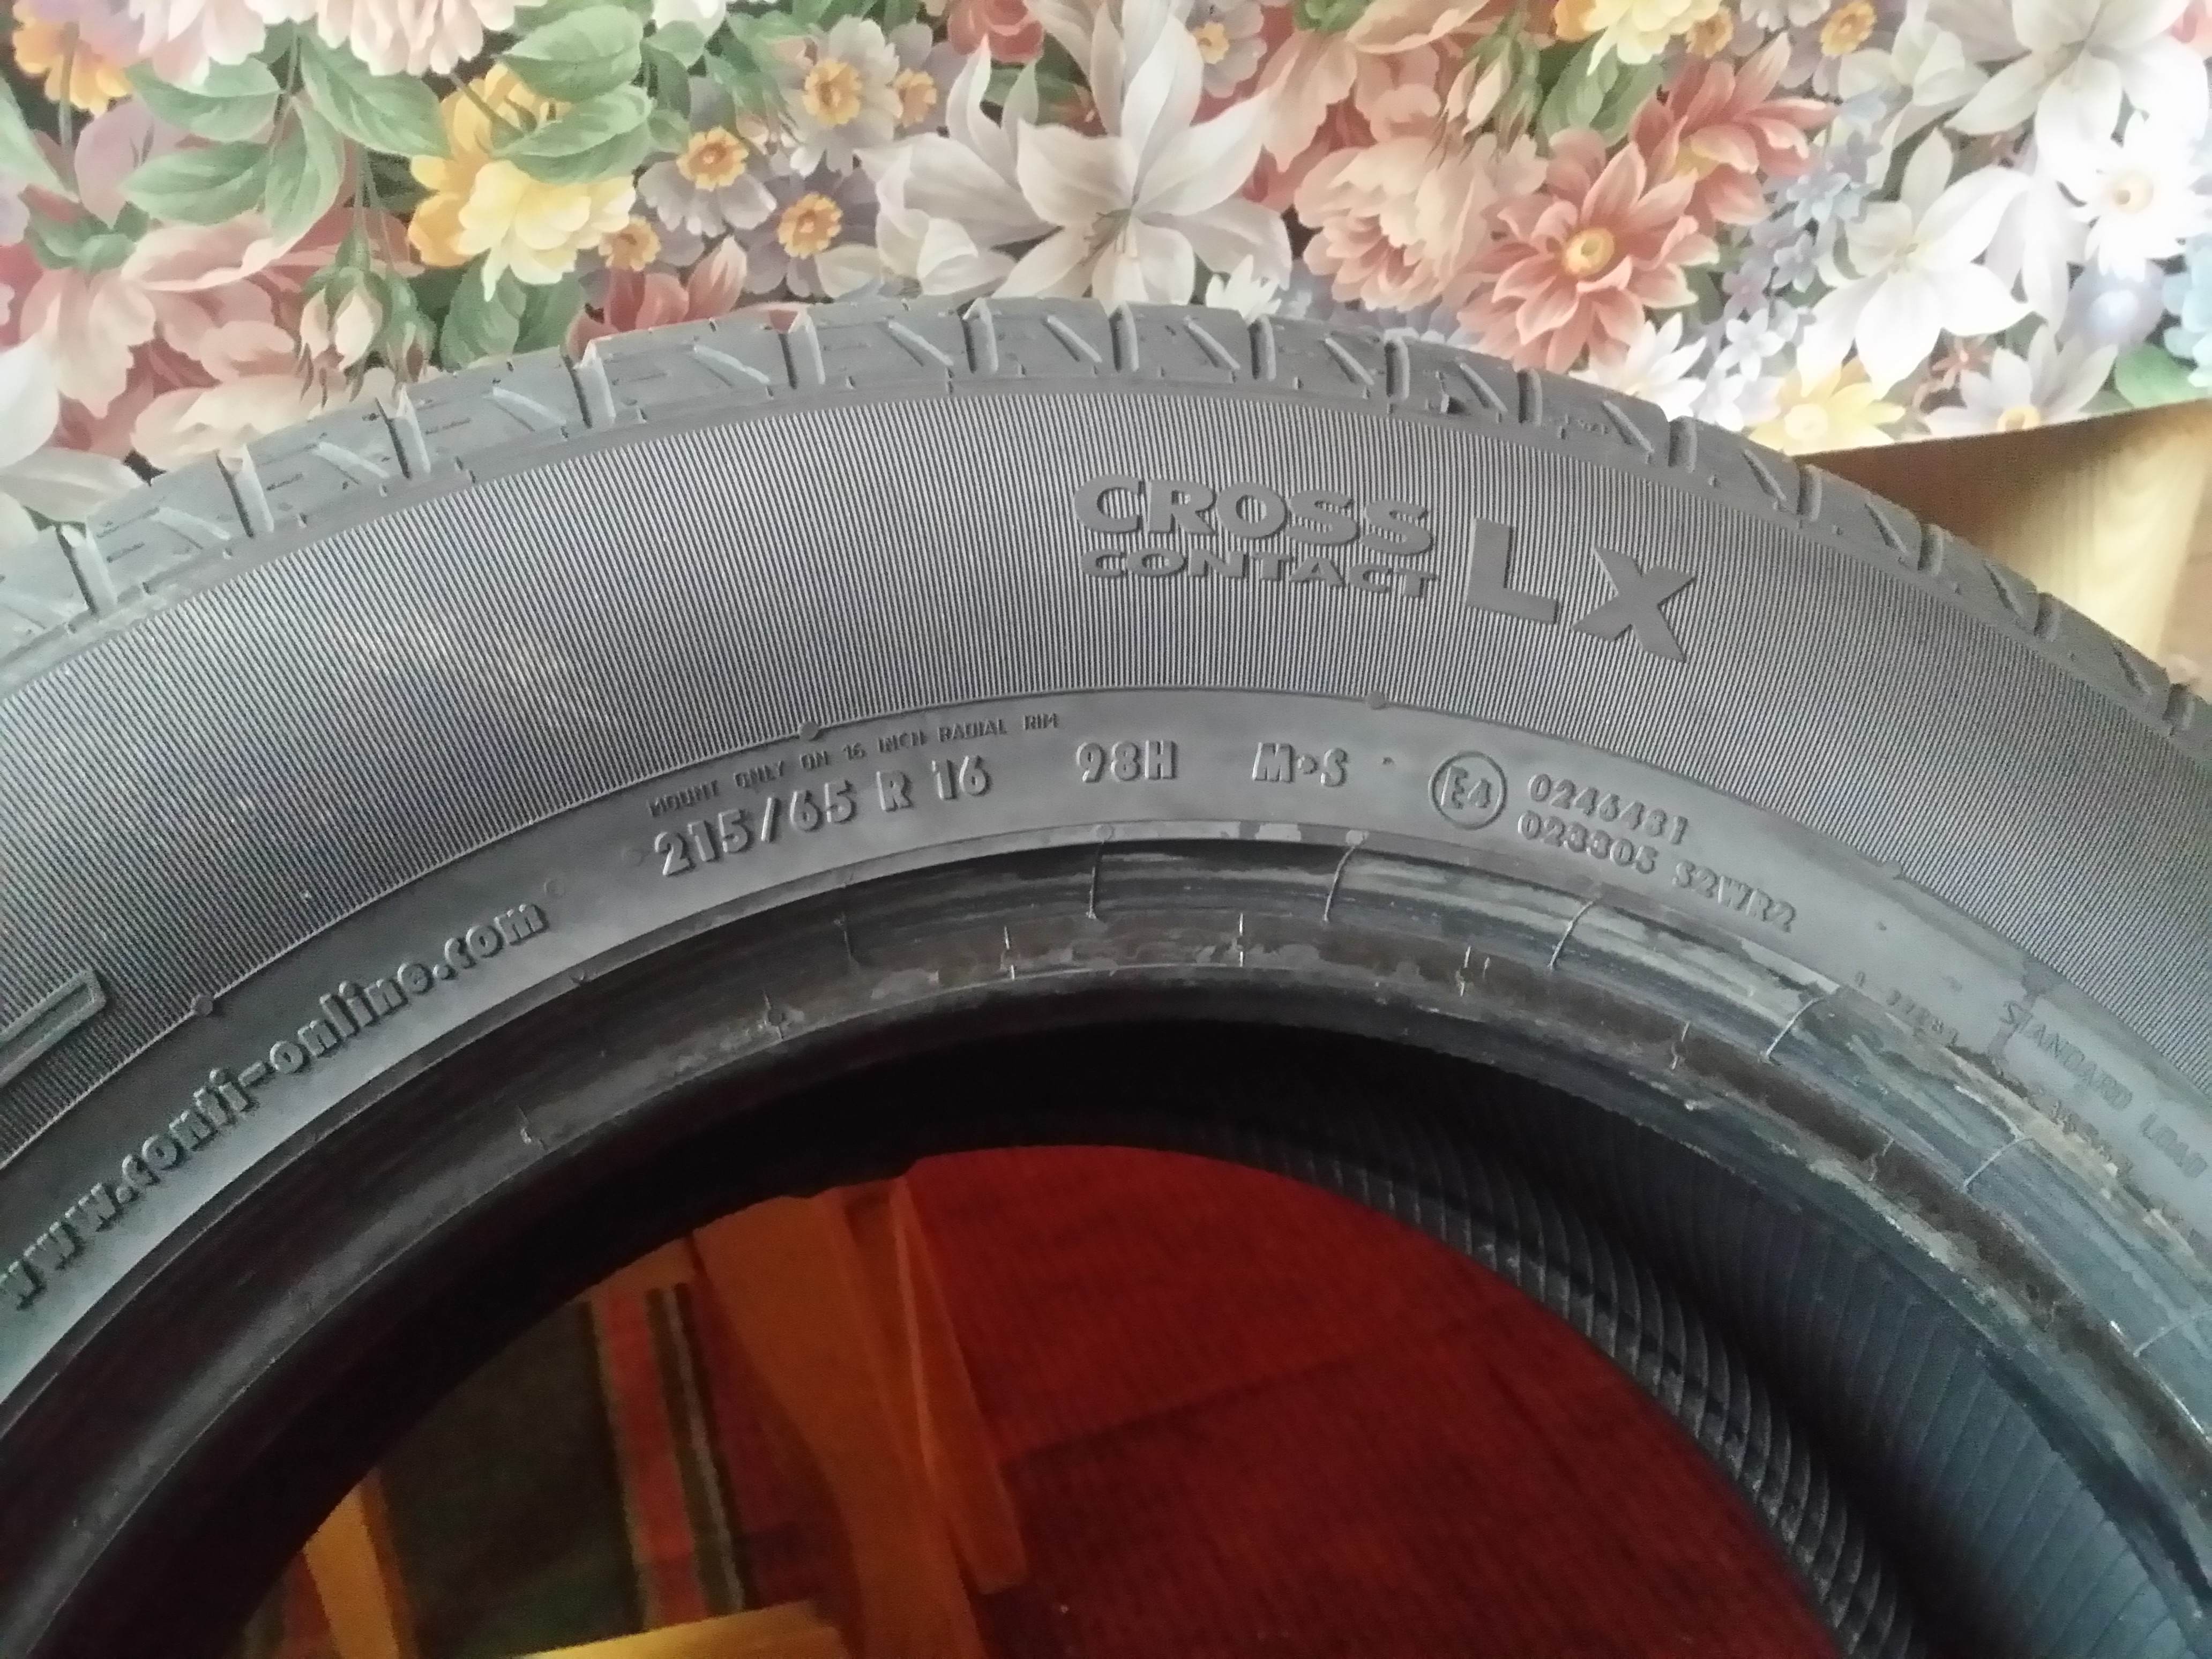 CROSS
CONTACT LX
MOUNT ONLY ON 16 INCH RADIAL RIM
215/65 R 16 98H M•S E4 0246481
023305 S2WR2
www.conti-online.com
STANDARD LOAD